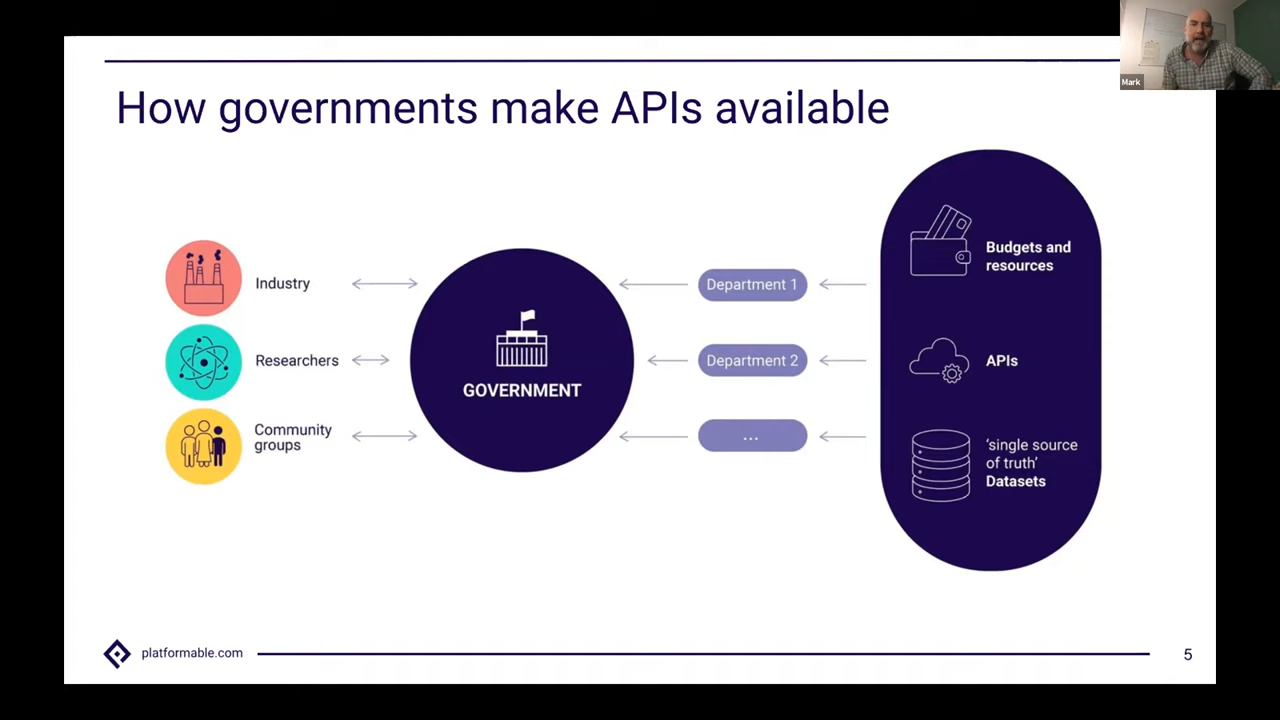 Mark
How governments make APIs available
Industry
Researchers
Community
groups
GOVERNMENT
Department 1
Department 2
...
Budgets and
resources
APIs
‘single source
of truth’
Datasets
platformable.com
5